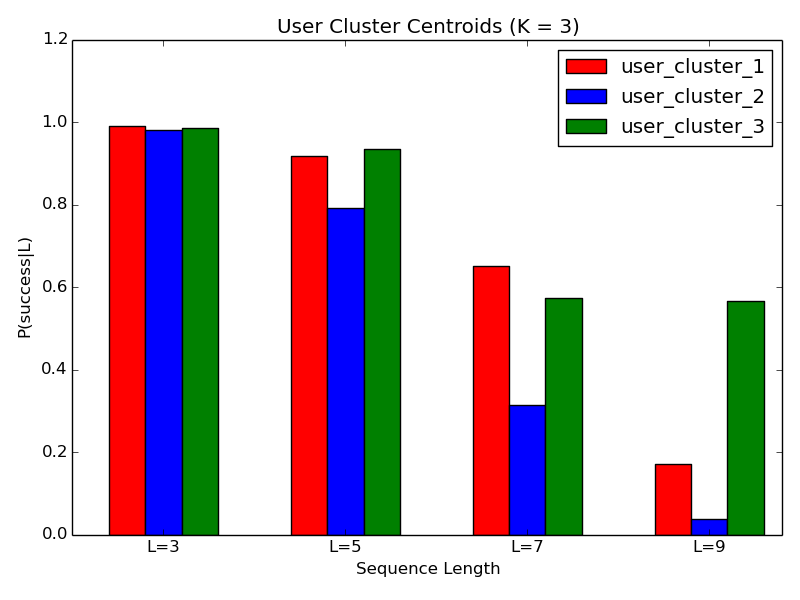 User Cluster Centroids (K = 3)
1.2
1.0
0.8
0.6
0.4
0.2
0.0
P(success|L)
user_cluster_1
user_cluster_2
user_cluster_3
L=3
L=5
L=7
L=9
Sequence Length